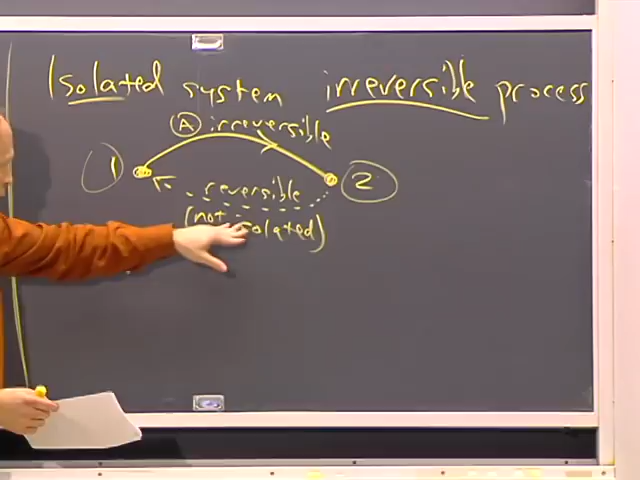 Isolated system irreversible process
A irreversible
1
2
reversible
(not isolated)